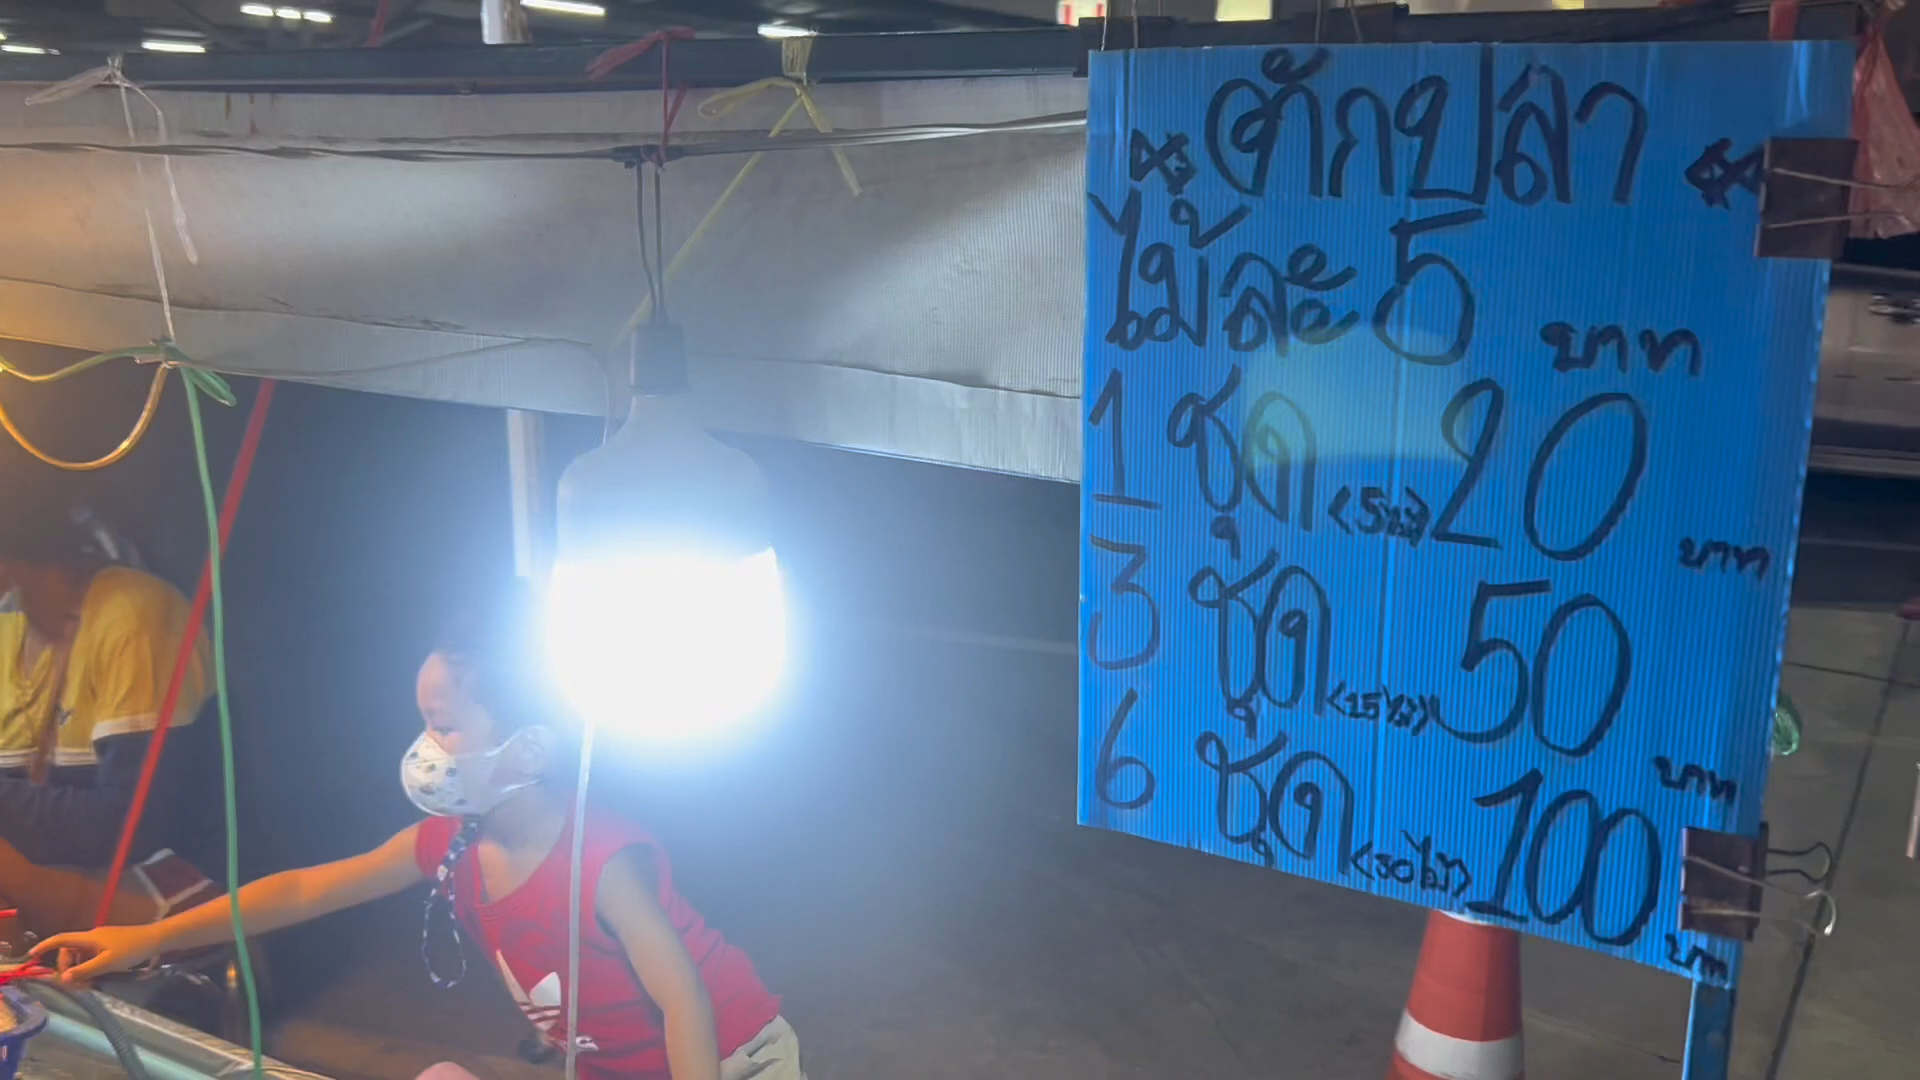 ตักปลา
ไม้ละ 5 บาท
1 ชุด (5ไม้) 20 บาท
3 ชุด (15ไม้) 50 บาท
6 ชุด (30ไม้) 100 บาท